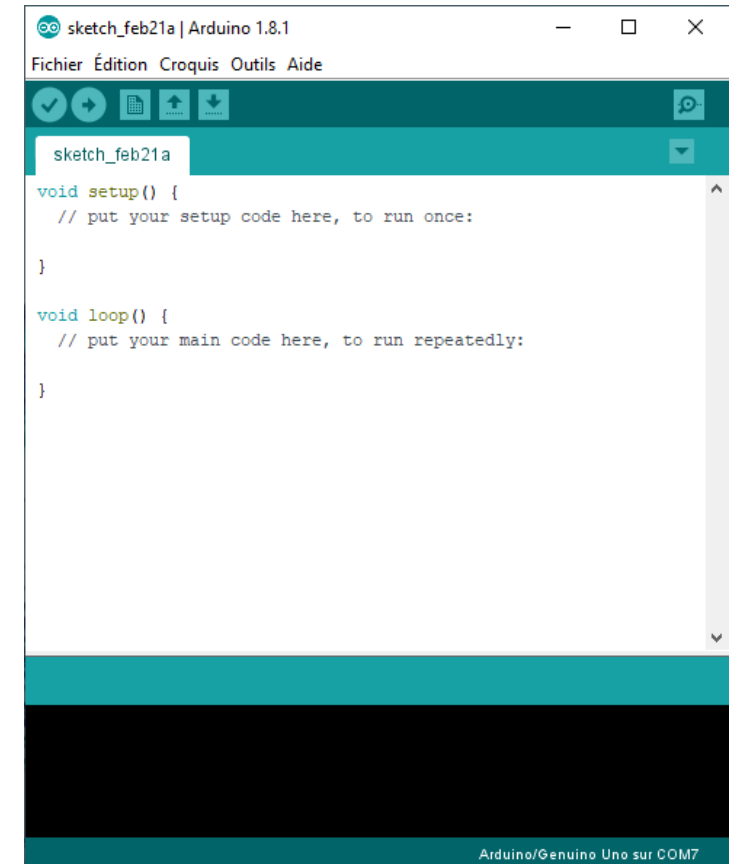 sketch_feb21a | Arduino 1.8.1
Fichier Édition Croquis Outils Aide
sketch_feb21a
void setup() {
  // put your setup code here, to run once:
}
void loop() {
  // put your main code here, to run repeatedly:
}
Arduino/Genuino Uno sur COM7